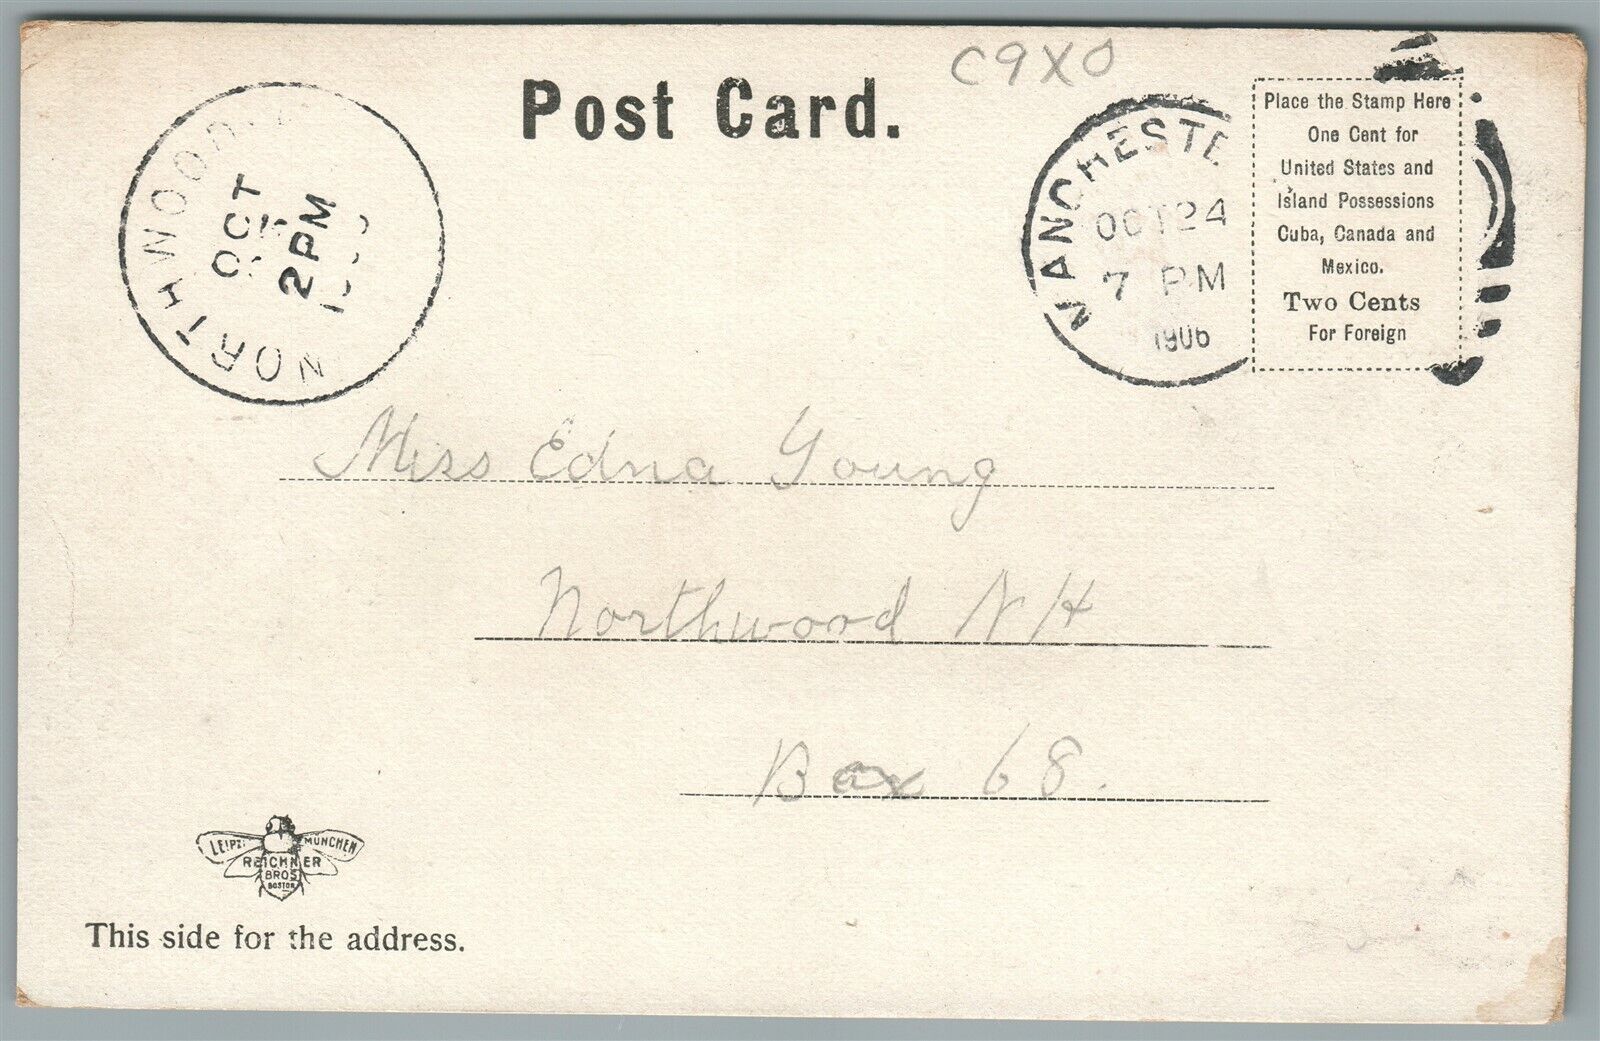 C9XO
Post Card.
NORTHWOOD
OCT
2 PM
MANCHESTE
OCT 24
7 PM
1906
Place the Stamp Here
One Cent for
United States and
Island Possessions
Cuba, Canada and
Mexico.
Two Cents
For Foreign
Miss Edna Young
Northwood N H
Box 68.
LEIPZ. MÜNCHEN
REICHNER
BROS
BOSTON
This side for the address.